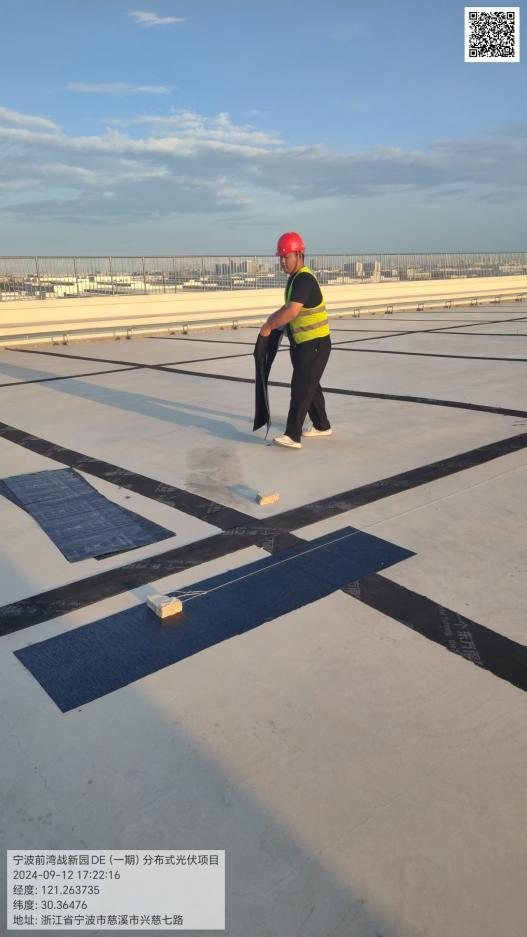 宁波前湾战新园DE（一期）分布式光伏项目
2024-09-12 17:22:16
经度: 121.263735
纬度: 30.36476
地址: 浙江省宁波市慈溪市兴慈七路